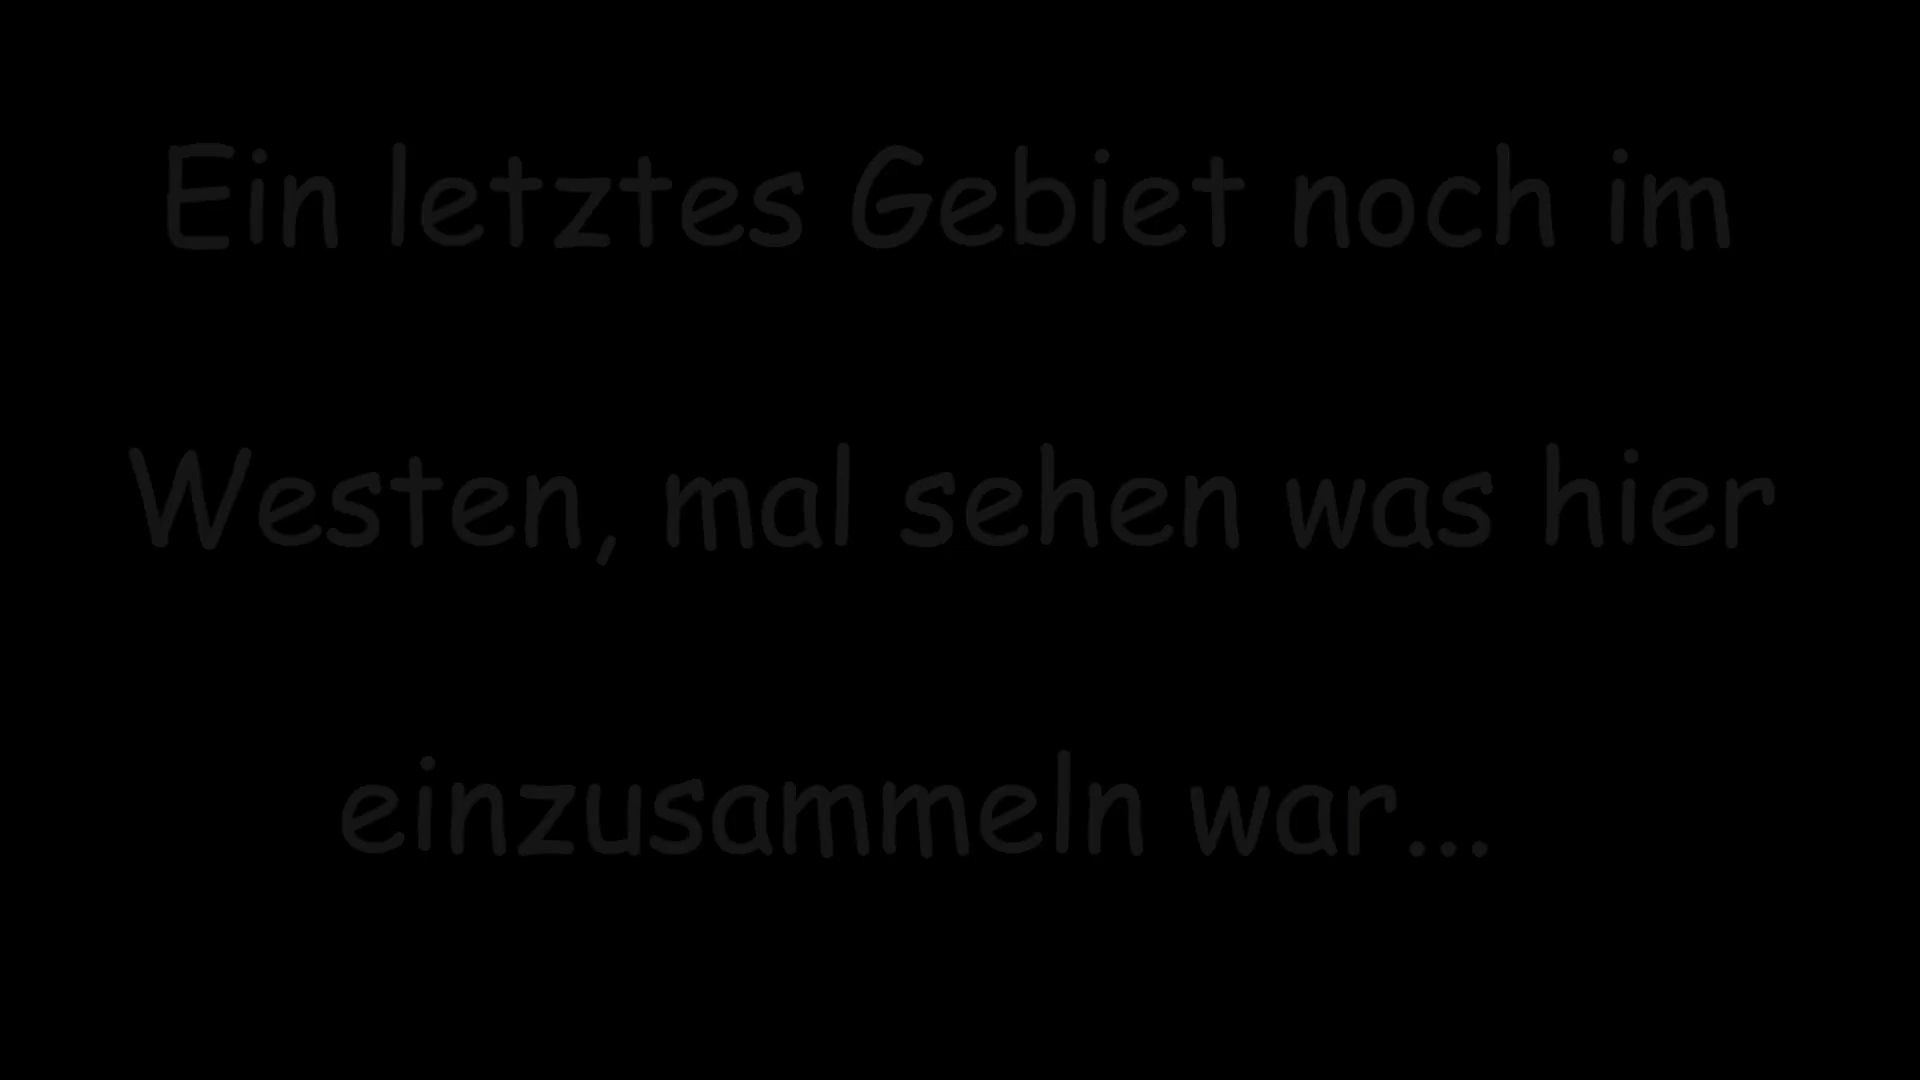 Ein letztes Gebiet noch im
Westen, mal sehen was hier
einzusammeln war...